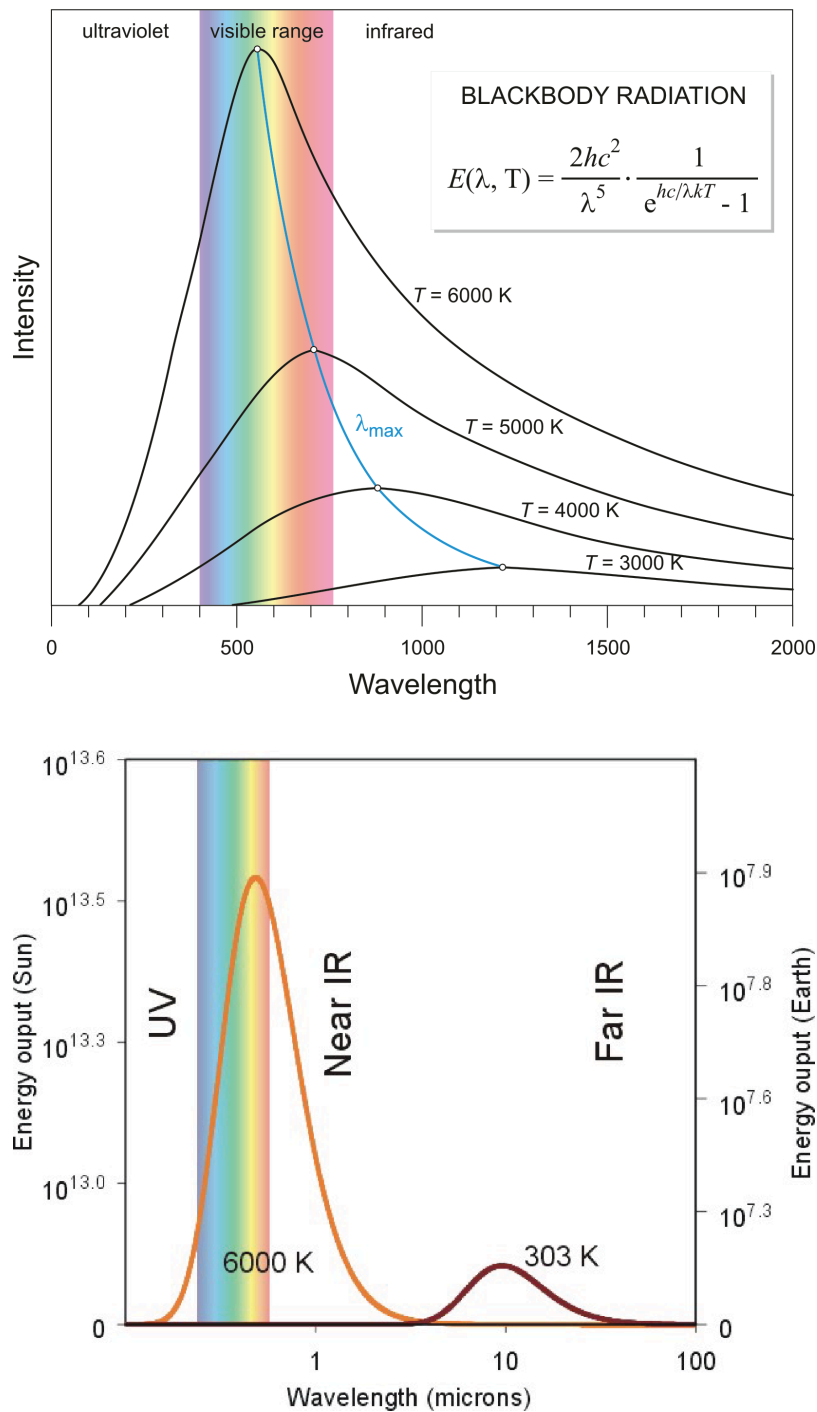 ultraviolet visible range infrared
BLACKBODY RADIATION
E(λ, T) = 2hc² / λ⁵ · 1 / e^(hc/λkT) - 1
T = 6000 K
T = 5000 K
λmax
T = 4000 K
T = 3000 K
Intensity
0 500 1000 1500 2000
Wavelength
10^13.6
10^13.5
10^13.3
10^13.0
0
Energy ouput (Sun)
UV
Near IR
Far IR
6000 K
303 K
10^7.9
10^7.8
10^7.6
10^7.3
0
Energy ouput (Earth)
1 10 100
Wavelength (microns)